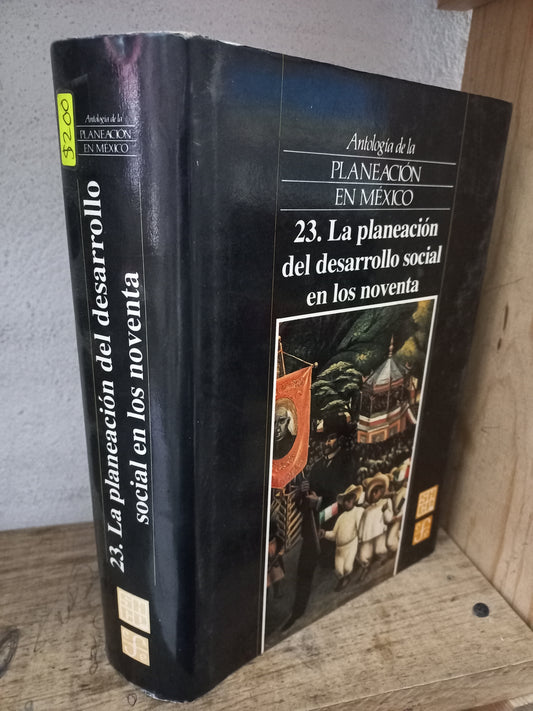 $200
Antología de la
PLANEACIÓN
EN MÉXICO
23. La planeación del desarrollo
social en los noventa
Antología de la
PLANEACIÓN
EN MÉXICO
23. La planeación
del desarrollo social
en los noventa